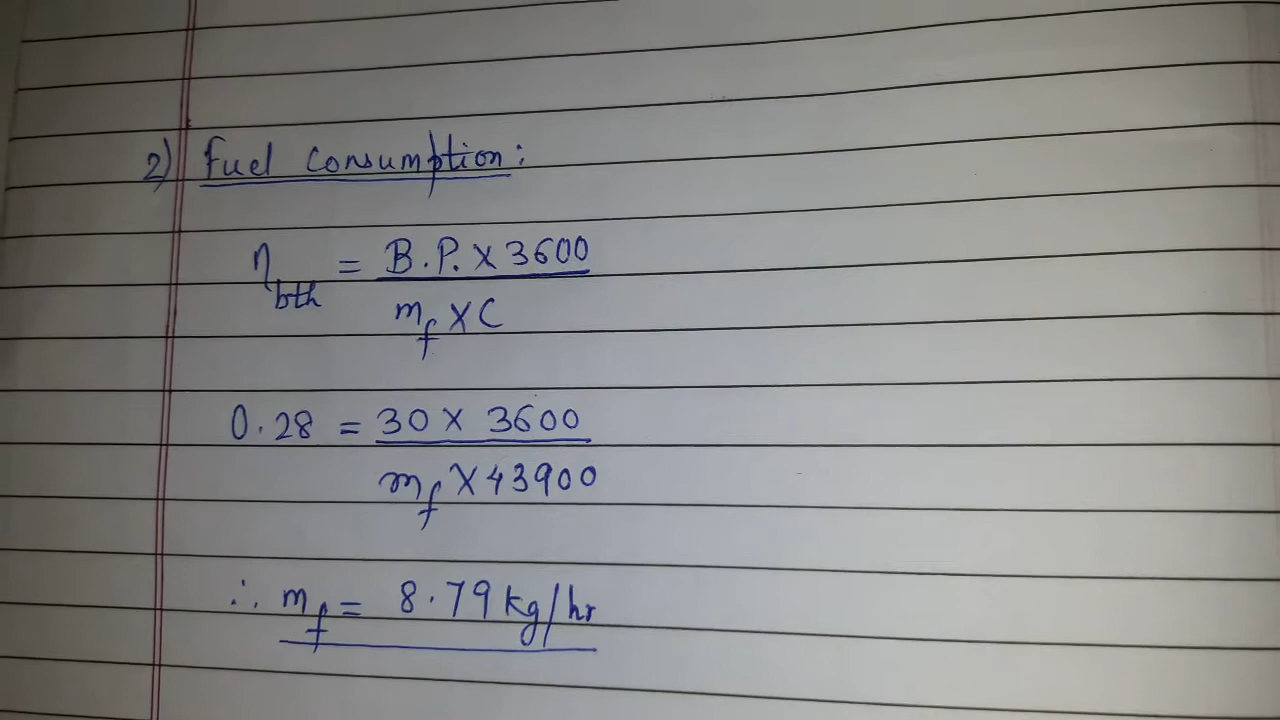 2) Fuel Consumption:
η_bth = B.P. × 3600
m_f × C
0.28 = 30 × 3600
m_f × 43900
∴ m_f = 8.79 kg/hr